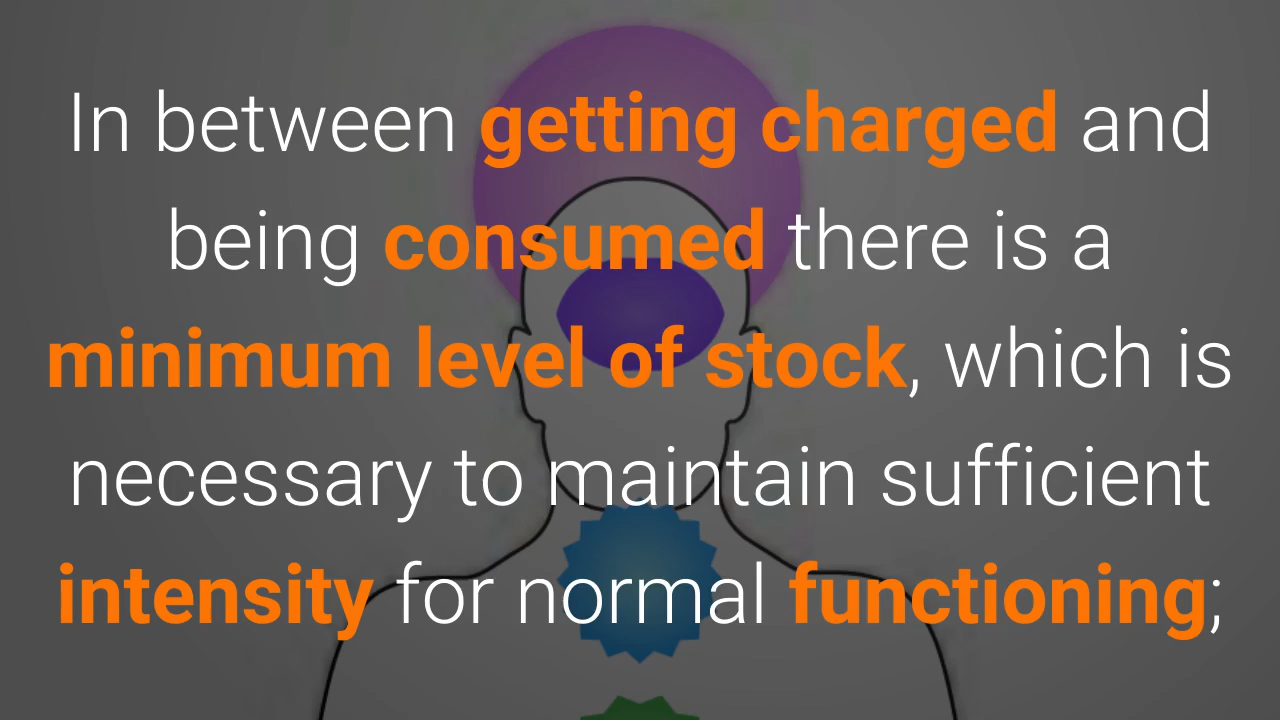 In between getting charged and
being consumed there is a
minimum level of stock, which is
necessary to maintain sufficient
intensity for normal functioning;